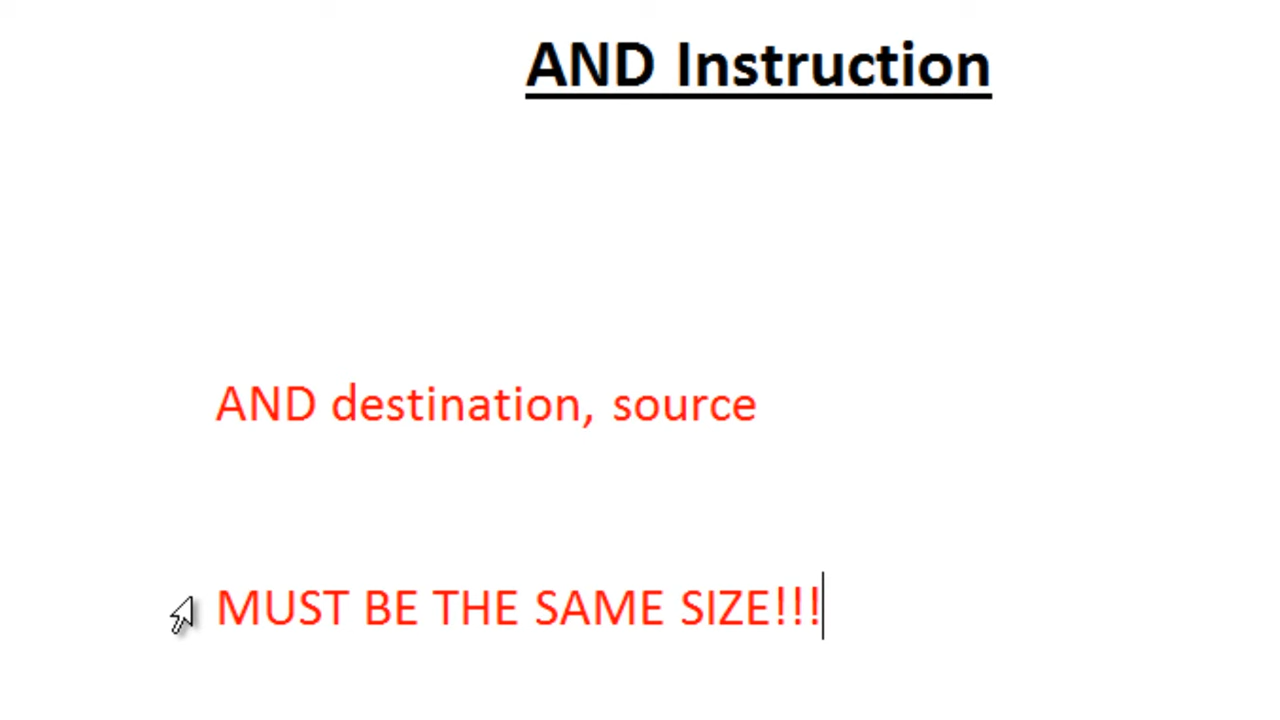 AND Instruction
AND destination, source
MUST BE THE SAME SIZE!!!